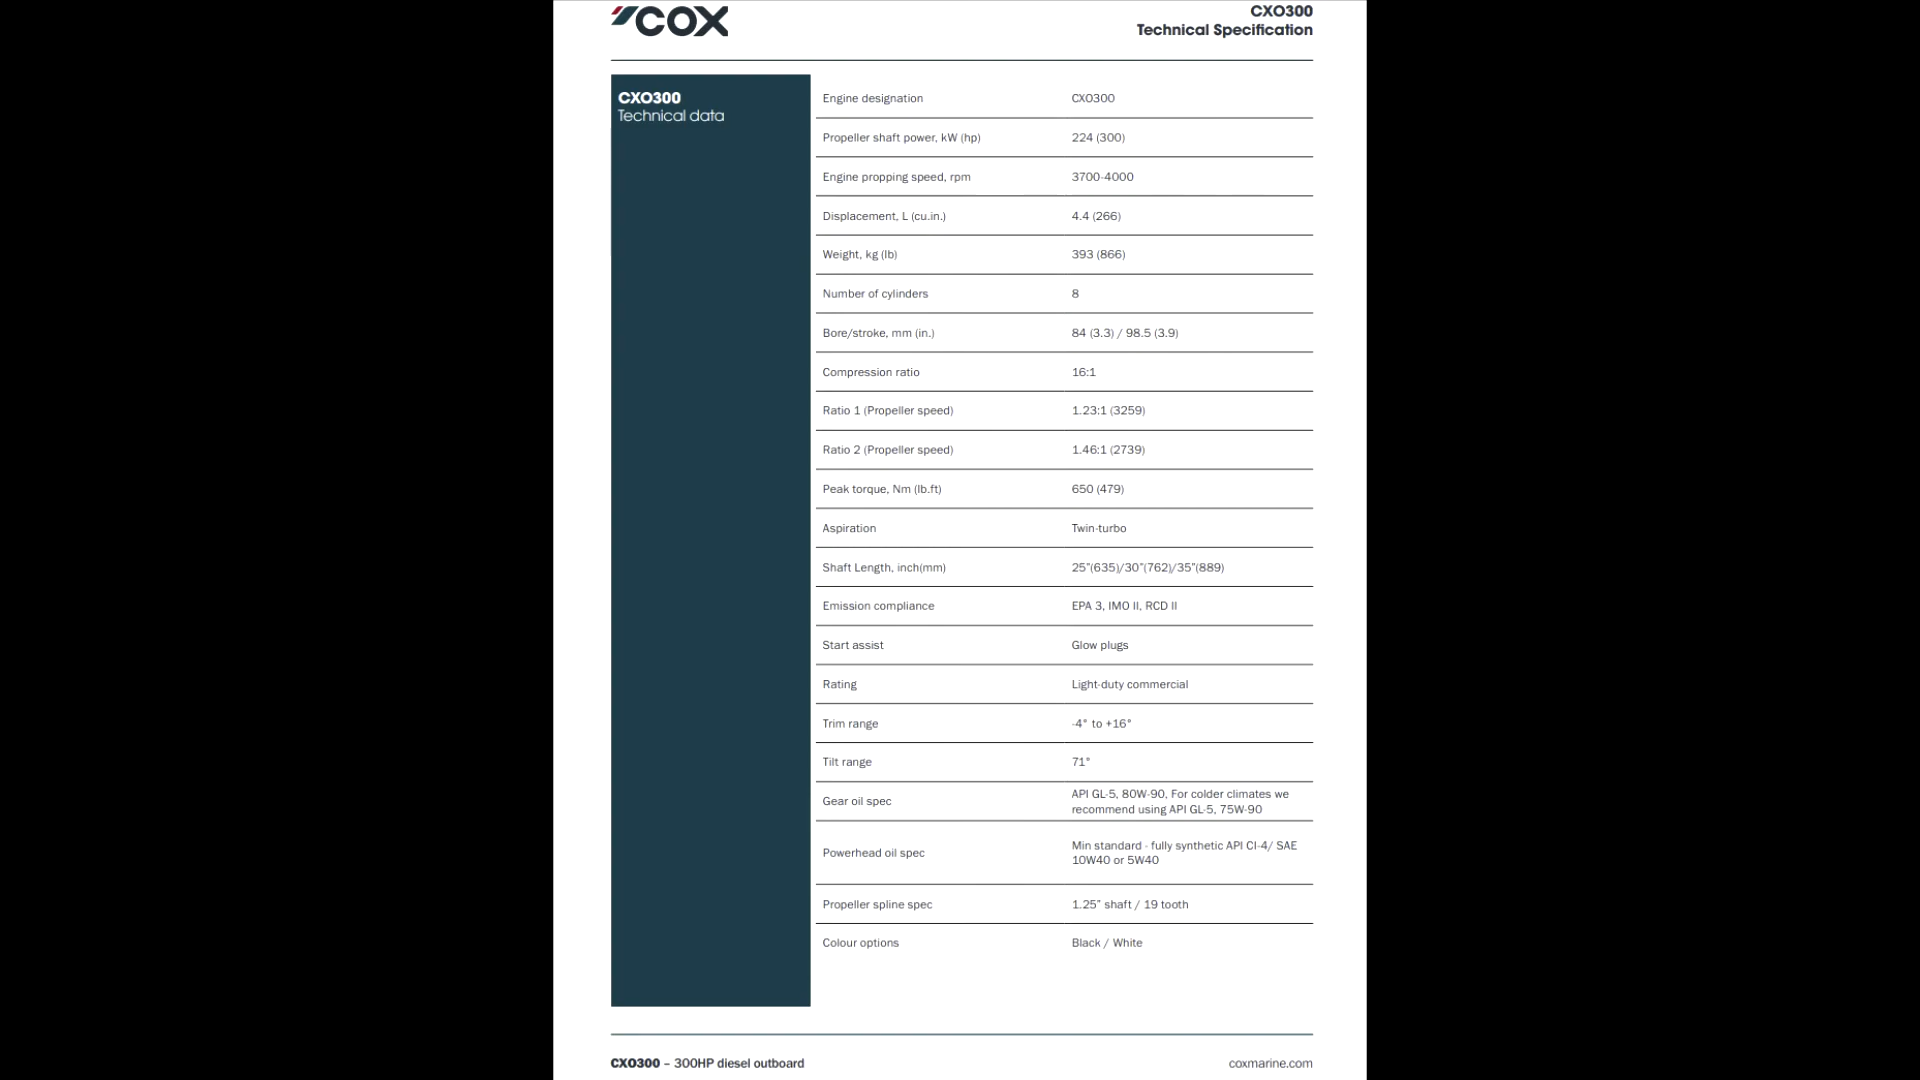 COX
CXO300
Technical Specification
CXO300
Technical data
Engine designation CXO300
Propeller shaft power, kW (hp) 224 (300)
Engine propping speed, rpm 3700-4000
Displacement, L (cu.in.) 4.4 (266)
Weight, kg (lb) 393 (866)
Number of cylinders 8
Bore/stroke, mm (in.) 84 (3.3) / 98.5 (3.9)
Compression ratio 16:1
Ratio 1 (Propeller speed) 1.23:1 (3259)
Ratio 2 (Propeller speed) 1.46:1 (2739)
Peak torque, Nm (lb.ft) 650 (479)
Aspiration Twin-turbo
Shaft Length, inch(mm) 25”(635)/30”(762)/35”(889)
Emission compliance EPA 3, IMO II, RCD II
Start assist Glow plugs
Rating Light-duty commercial
Trim range -4° to +16°
Tilt range 71°
Gear oil spec API GL-5, 80W-90, For colder climates we
recommend using API GL-5, 75W-90
Powerhead oil spec Min standard - fully synthetic API CI-4/ SAE
10W40 or 5W40
Propeller spline spec 1.25” shaft / 19 tooth
Colour options Black / White
CXO300 – 300HP diesel outboard
coxmarine.com